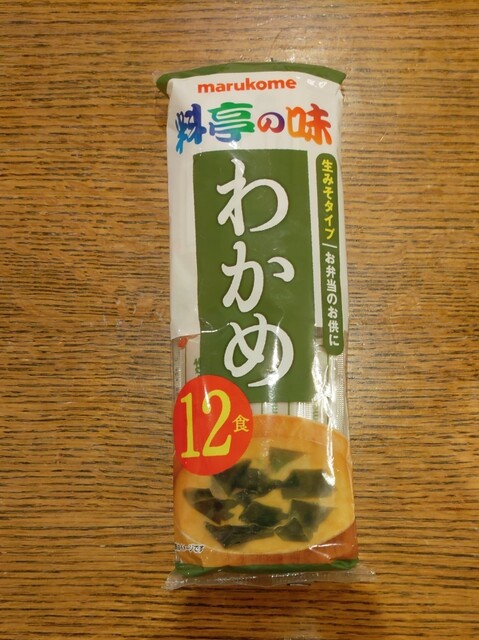 marukome
料亭の味
生みそタイプ お弁当のお供に
わかめ
12食